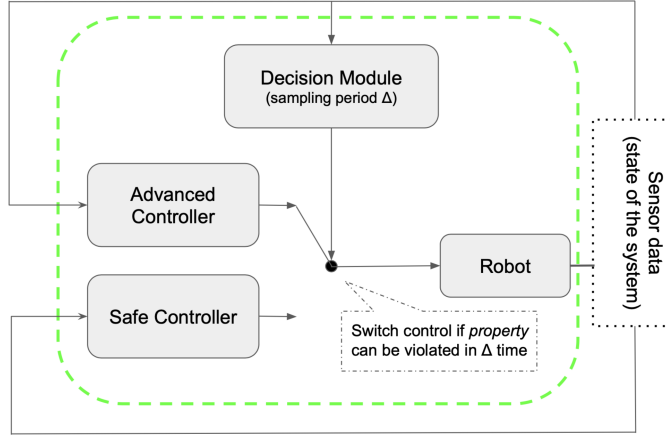 Decision Module
(sampling period Δ)
Advanced
Controller
Safe Controller
Robot
Sensor data
(state of the system)
Switch control if property
can be violated in Δ time